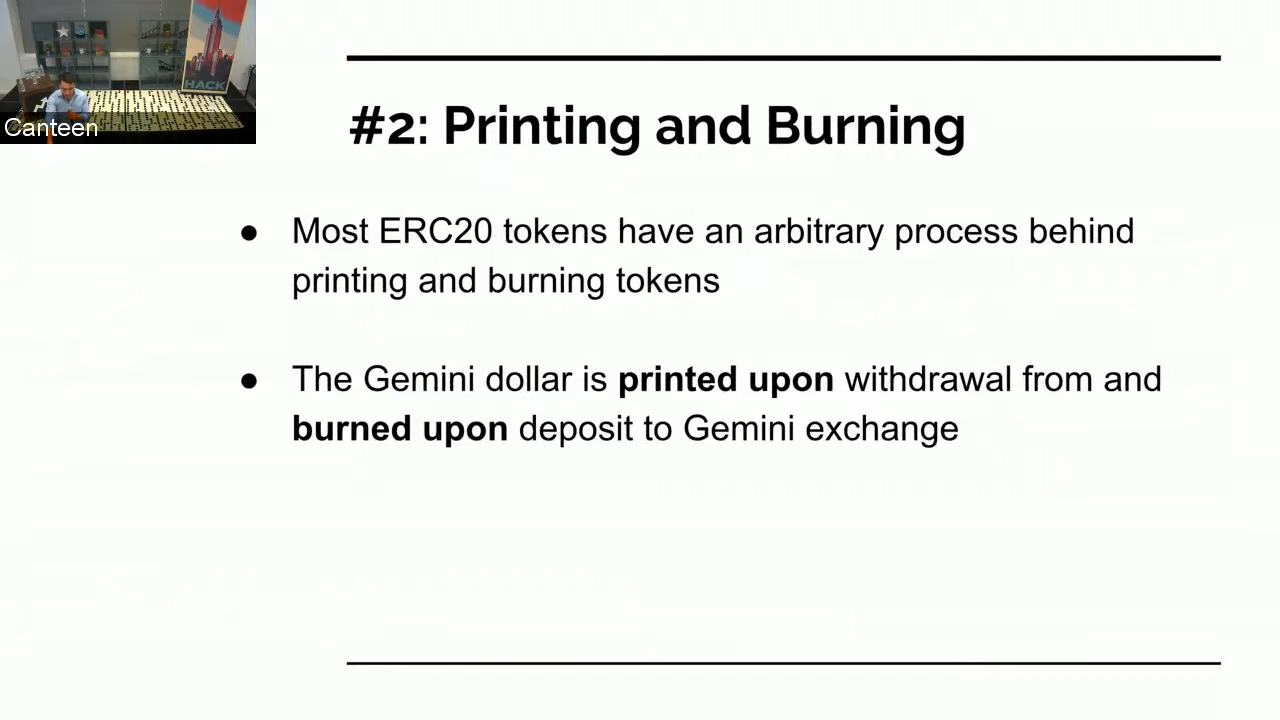 HACK
Canteen
#2: Printing and Burning
● Most ERC20 tokens have an arbitrary process behind
printing and burning tokens
● The Gemini dollar is printed upon withdrawal from and
burned upon deposit to Gemini exchange